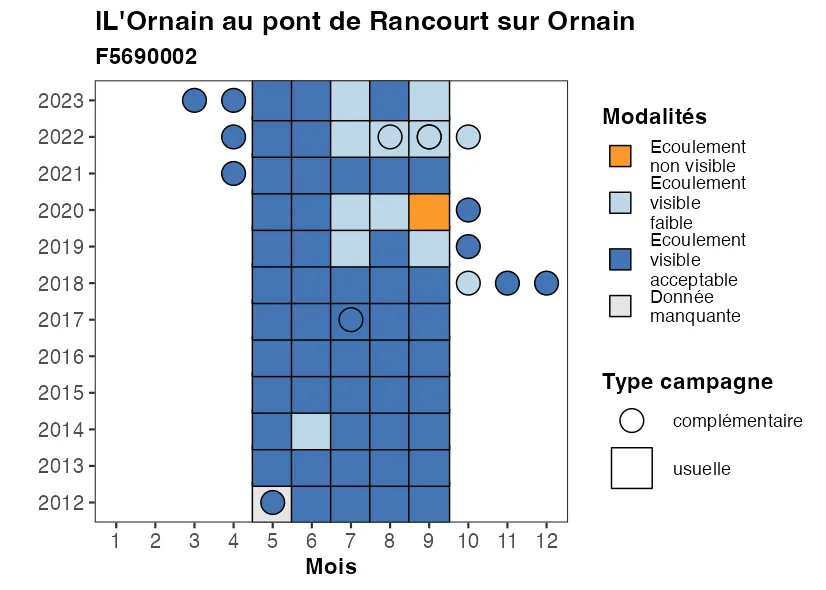 IL'Ornain au pont de Rancourt sur Ornain
F5690002
2023
2022
2021
2020
2019
2018
2017
2016
2015
2014
2013
2012
1 2 3 4 5 6 7 8 9 10 11 12
Mois
Modalités
Ecoulement
non visible
Ecoulement
visible
faible
Ecoulement
visible
acceptable
Donnée
manquante
Type campagne
complémentaire
usuelle